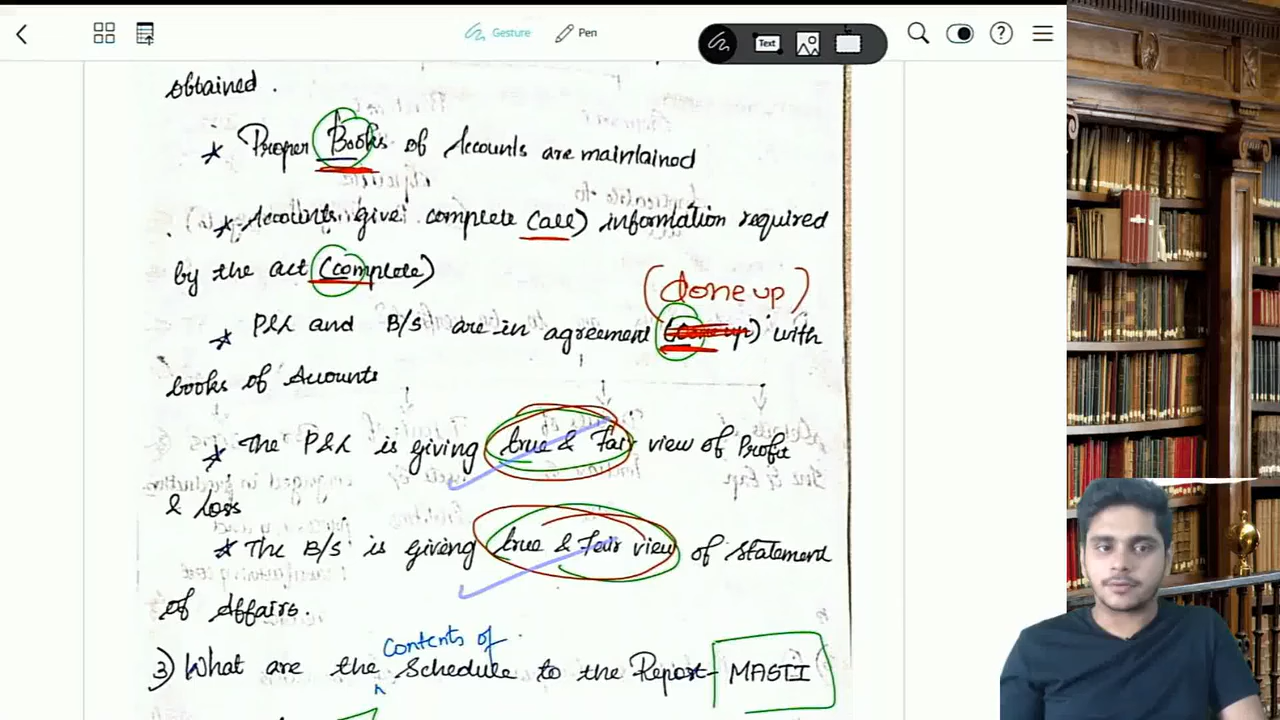 Gesture
Pen
Text
?
obtained.
★ Proper Books of Accounts are maintained
★ Accounts give complete (all) information required
by the act (complete)
(done up)
★ P&L and B/s are in agreement (Come up) with
books of Accounts
★ The P&L is giving true & Fair view of Profit
& Loss
★ The B/s is giving true & Fair view of Statement
of Affairs.
Contents of
3) What are the Schedule to the Report- MASTI